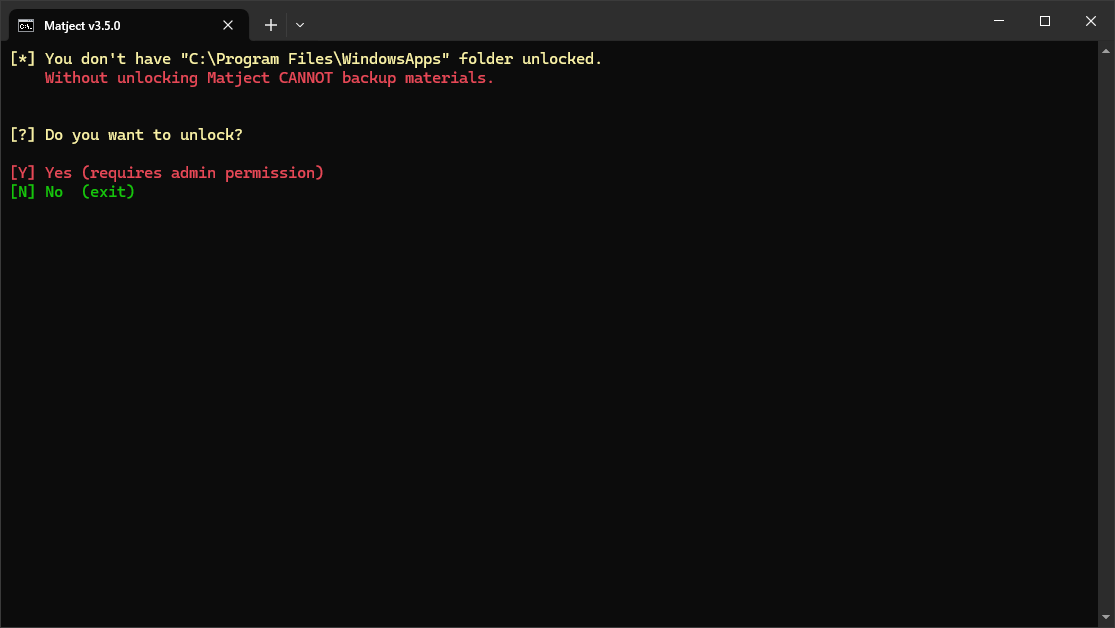 Matject v3.5.0
[*] You don't have "C:\Program Files\WindowsApps" folder unlocked.
Without unlocking Matject CANNOT backup materials.
[?] Do you want to unlock?
[Y] Yes (requires admin permission)
[N] No  (exit)